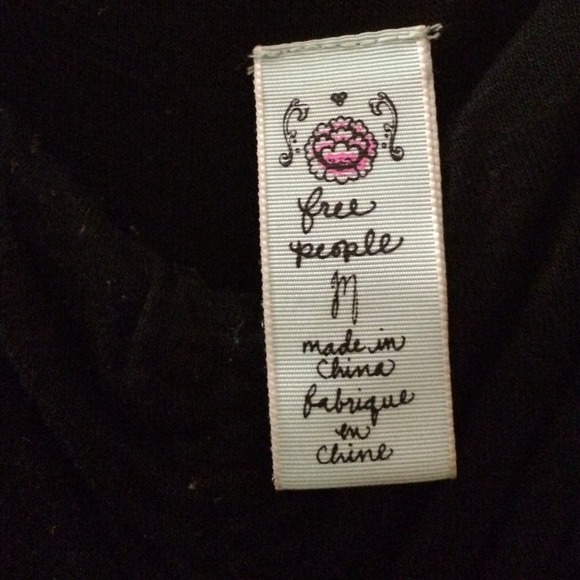 free
people
M
made in
China
fabrique
en
Chine